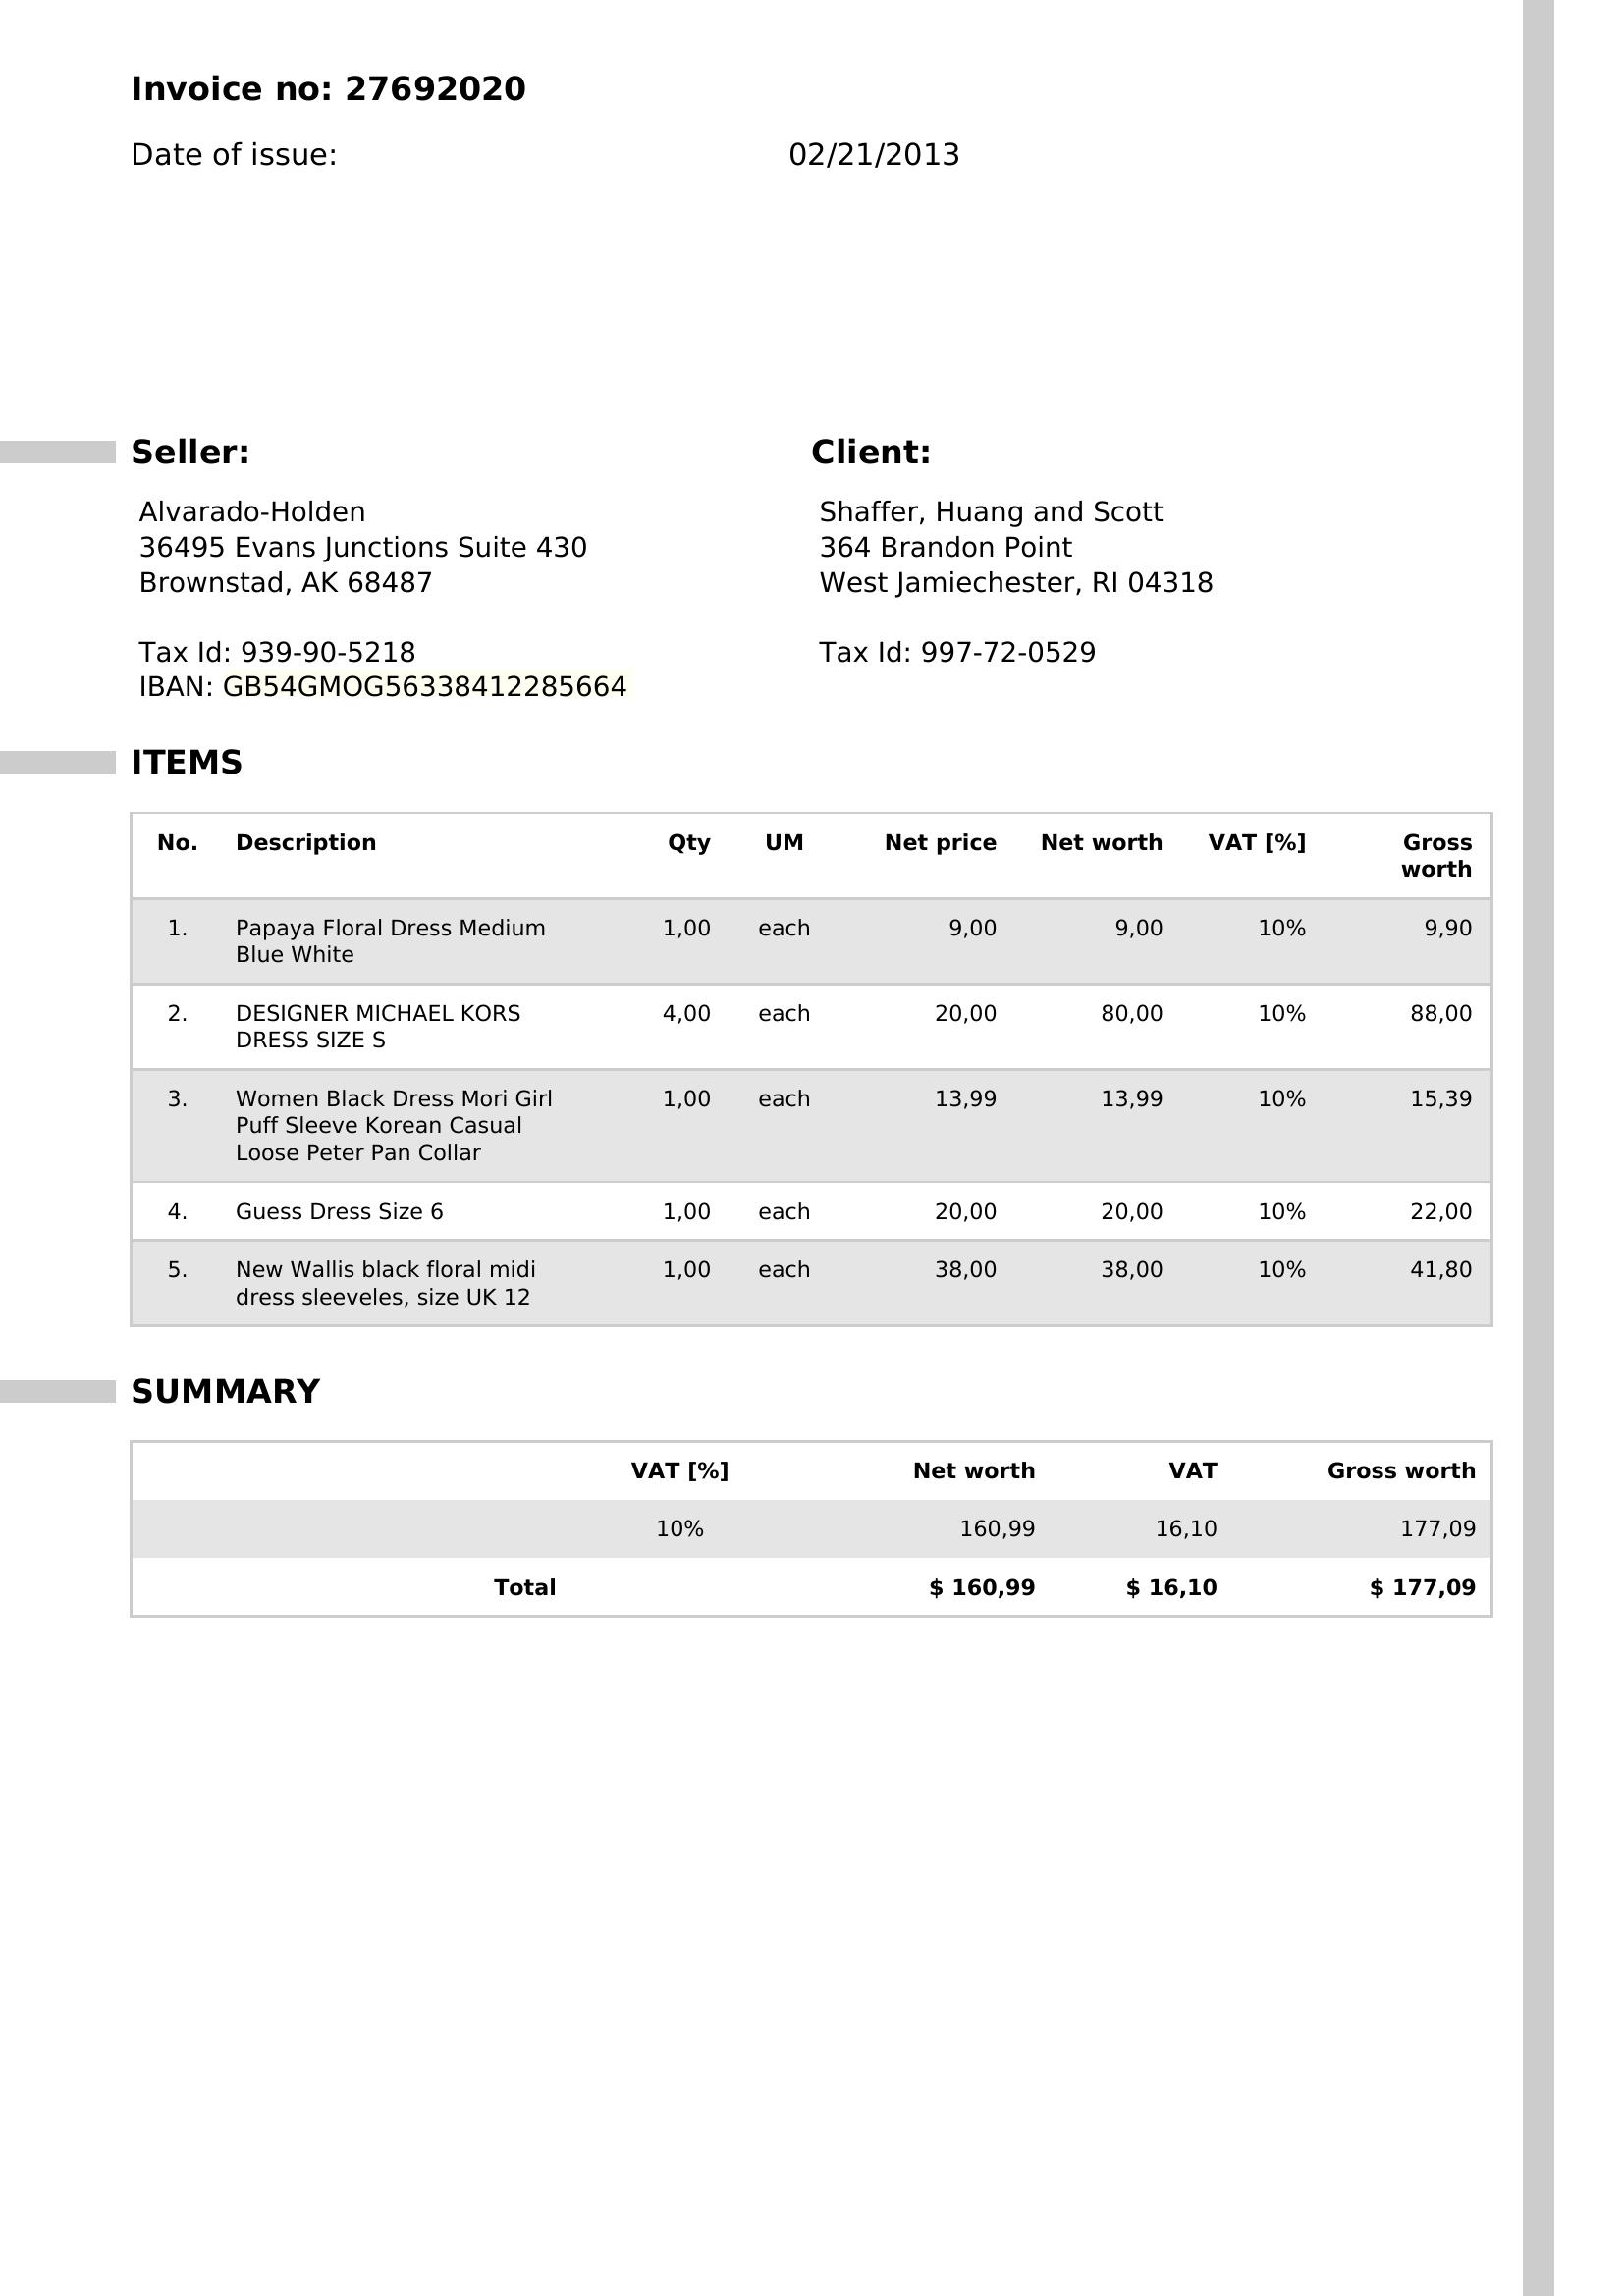 Invoice no: 27692020
Date of issue: 02/21/2013
Seller:
Alvarado-Holden
36495 Evans Junctions Suite 430
Brownstad, AK 68487
Tax Id: 939-90-5218
IBAN: GB54GMOG56338412285664
Client:
Shaffer, Huang and Scott
364 Brandon Point
West Jamiechester, RI 04318
Tax Id: 997-72-0529
ITEMS
No. Description Qty UM Net price Net worth VAT [%] Gross
worth
1. Papaya Floral Dress Medium 1,00 each 9,00 9,00 10% 9,90
Blue White
2. DESIGNER MICHAEL KORS 4,00 each 20,00 80,00 10% 88,00
DRESS SIZE S
3. Women Black Dress Mori Girl 1,00 each 13,99 13,99 10% 15,39
Puff Sleeve Korean Casual
Loose Peter Pan Collar
4. Guess Dress Size 6 1,00 each 20,00 20,00 10% 22,00
5. New Wallis black floral midi 1,00 each 38,00 38,00 10% 41,80
dress sleeveles, size UK 12
SUMMARY
VAT [%] Net worth VAT Gross worth
10% 160,99 16,10 177,09
Total $ 160,99 $ 16,10 $ 177,09